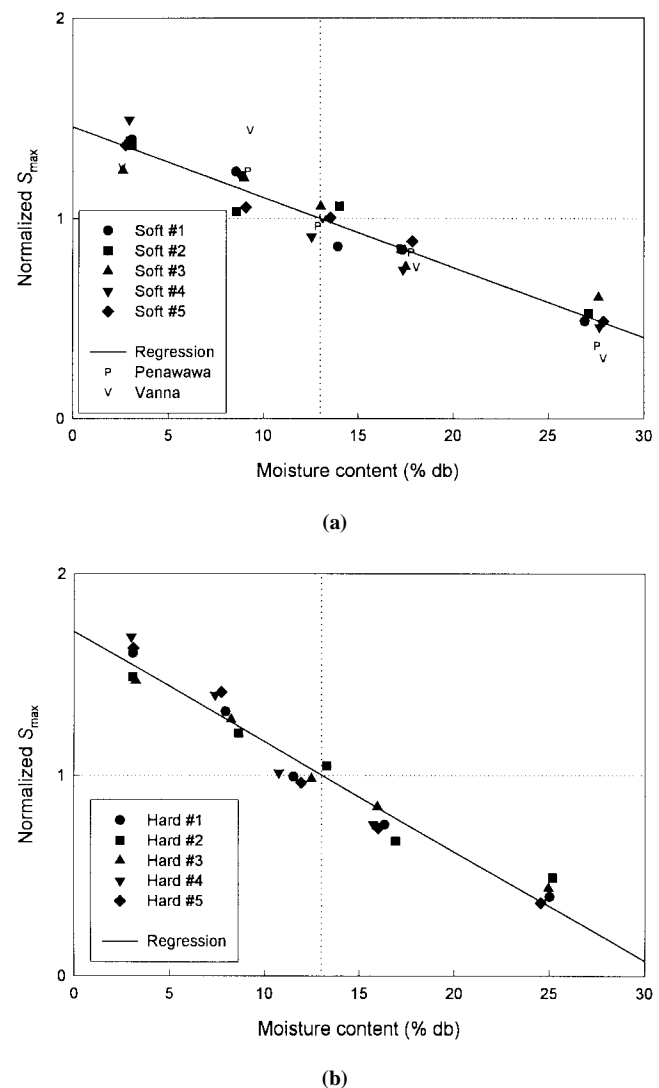 2
1
0
Normalized Smax
Soft #1
Soft #2
Soft #3
Soft #4
Soft #5
Regression
P Penawawa
V Vanna
V
V
P
P
P
V
P
V
0 5 10 15 20 25 30
Moisture content (% db)
(a)
2
1
0
Normalized Smax
Hard #1
Hard #2
Hard #3
Hard #4
Hard #5
Regression
0 5 10 15 20 25 30
Moisture content (% db)
(b)